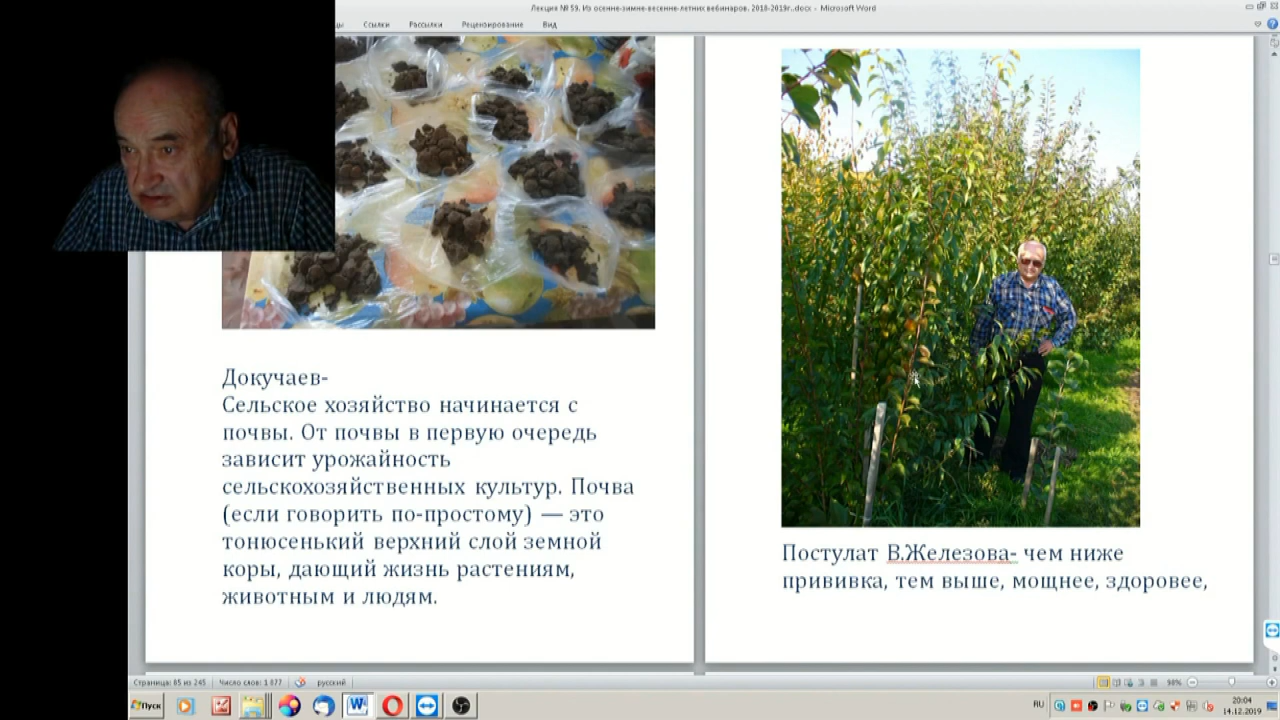 Лекция № 59. Из осенне-зимне-весенне-летних вебинаров. 2018-2019г..docx - Microsoft Word
Ссылки Рассылки Рецензирование Вид
Докучаев-
Сельское хозяйство начинается с
почвы. От почвы в первую очередь
зависит урожайность
сельскохозяйственных культур. Почва
(если говорить по-простому) — это
тонюсенький верхний слой земной
коры, дающий жизнь растениям,
животным и людям.
Постулат В.Железова- чем ниже
прививка, тем выше, мощнее, здоровее,
Страница: 85 из 245 Число слов: 1 877 русский 98%
Пуск RU 20:04
14.12.2019